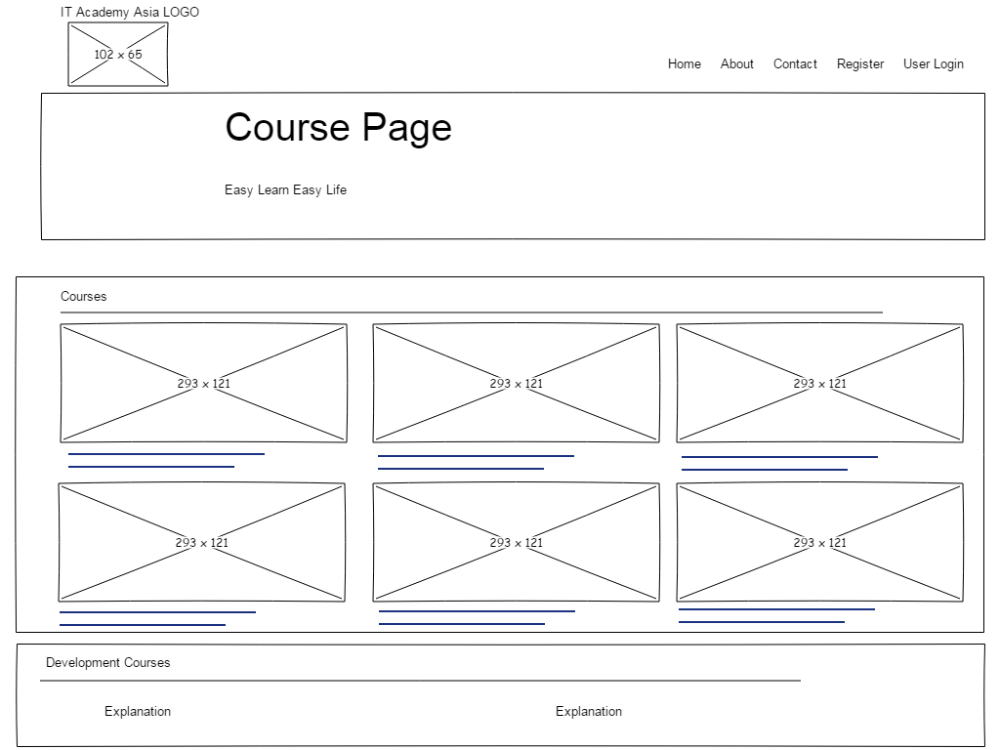 IT Academy Asia LOGO
102 x 65
Home About Contact Register User Login
Course Page
Easy Learn Easy Life
Courses
293 x 121 293 x 121 293 x 121
293 x 121 293 x 121 293 x 121
Development Courses
Explanation Explanation